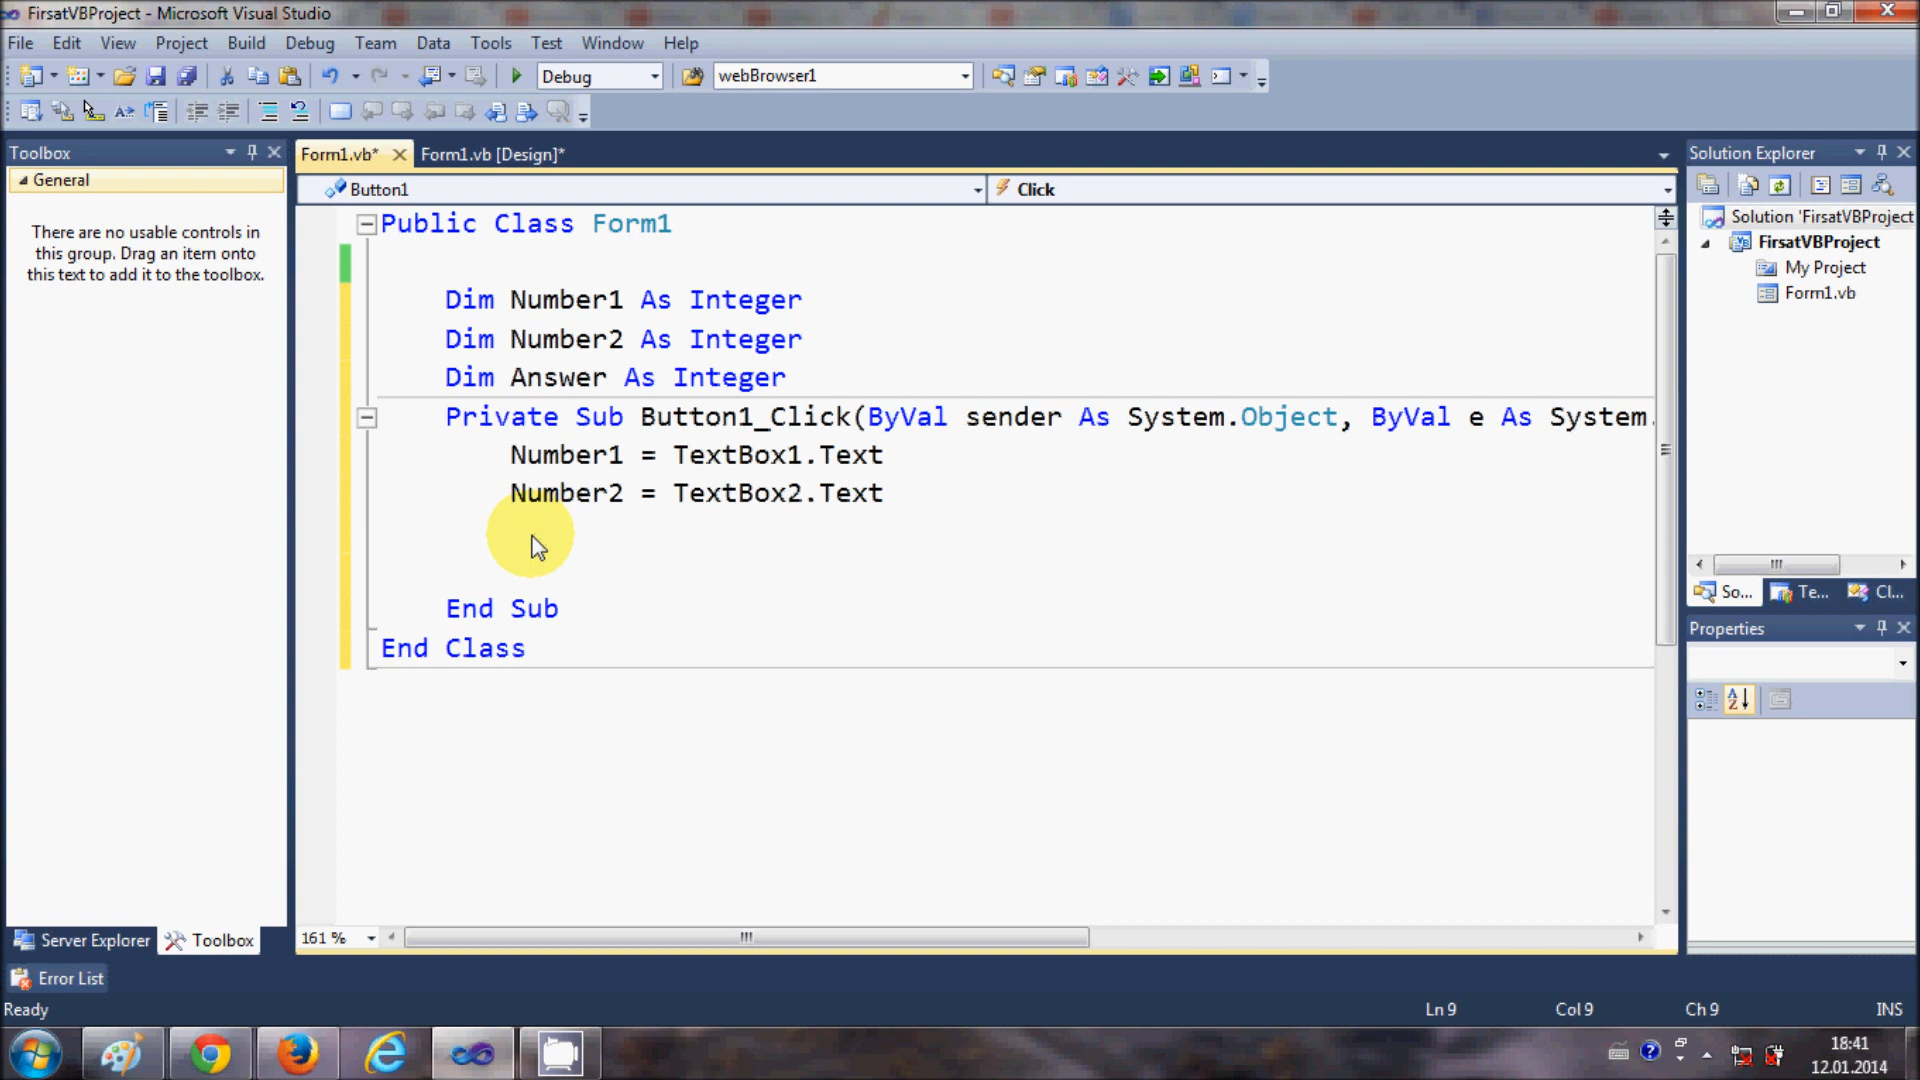 FirsatVBProject - Microsoft Visual Studio
File Edit View Project Build Debug Team Data Tools Test Window Help
Debug webBrowser1
Toolbox
General
There are no usable controls in
this group. Drag an item onto
this text to add it to the toolbox.
Server Explorer Toolbox
Form1.vb* Form1.vb [Design]*
Button1 Click
Public Class Form1
Dim Number1 As Integer
Dim Number2 As Integer
Dim Answer As Integer
Private Sub Button1_Click(ByVal sender As System.Object, ByVal e As System.
Number1 = TextBox1.Text
Number2 = TextBox2.Text
End Sub
End Class
161 %
Solution Explorer
Solution 'FirsatVBProject
FirsatVBProject
My Project
Form1.vb
So... Te... Cl...
Properties
Error List
Ready Ln 9 Col 9 Ch 9 INS
18:41
12.01.2014